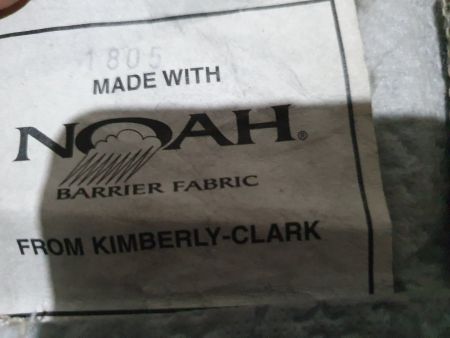 1805
MADE WITH
NOAH®
BARRIER FABRIC
FROM KIMBERLY-CLARK